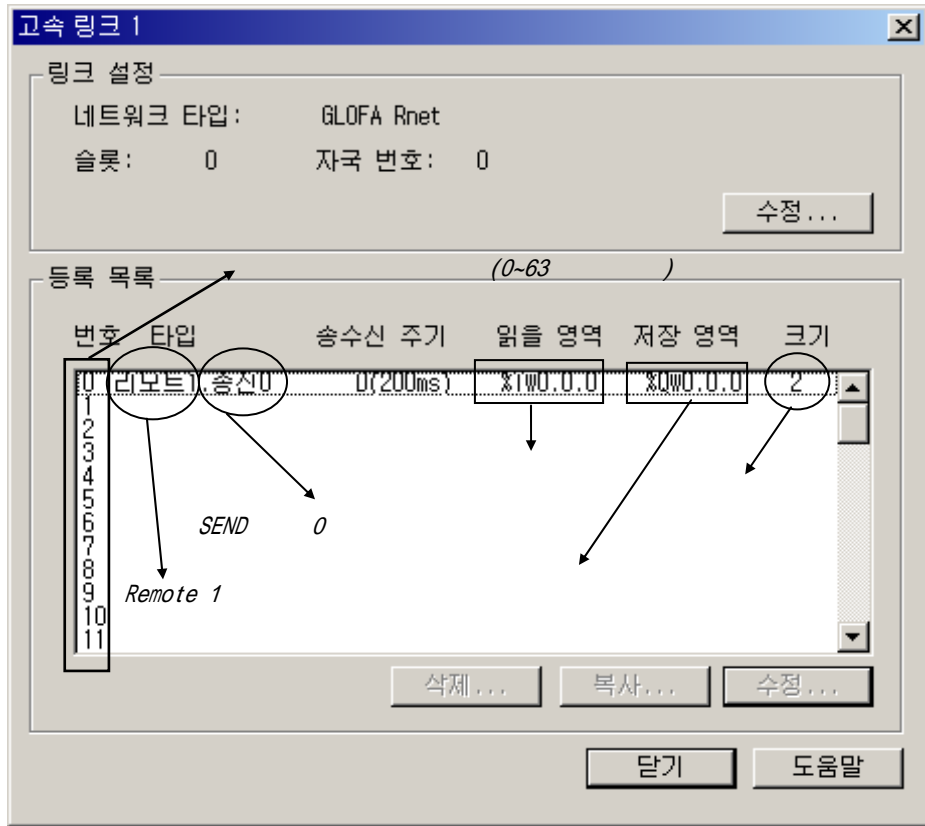 고속 링크 1
링크 설정
네트워크 타입: GLOFA Rnet
슬롯: 0 자국 번호: 0
수정...
등록 목록
(0~63 )
번호 타입 송수신 주기 읽을 영역 저장 영역 크기
0 리모트1.송신0 0(200ms) %IW0.0.0 %QW0.0.0 2
1
2
3
4
5
6
SEND 0
7
8
9
Remote 1
10
11
삭제... 복사... 수정...
닫기 도움말